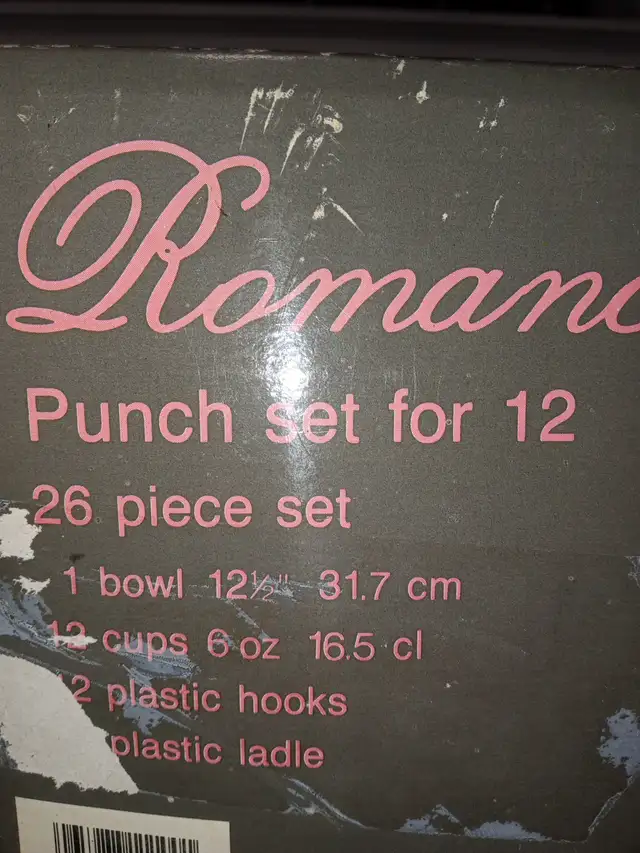 Romano
Punch set for 12
26 piece set
1 bowl 12½" 31.7 cm
12 cups 6 oz 16.5 cl
2 plastic hooks
plastic ladle